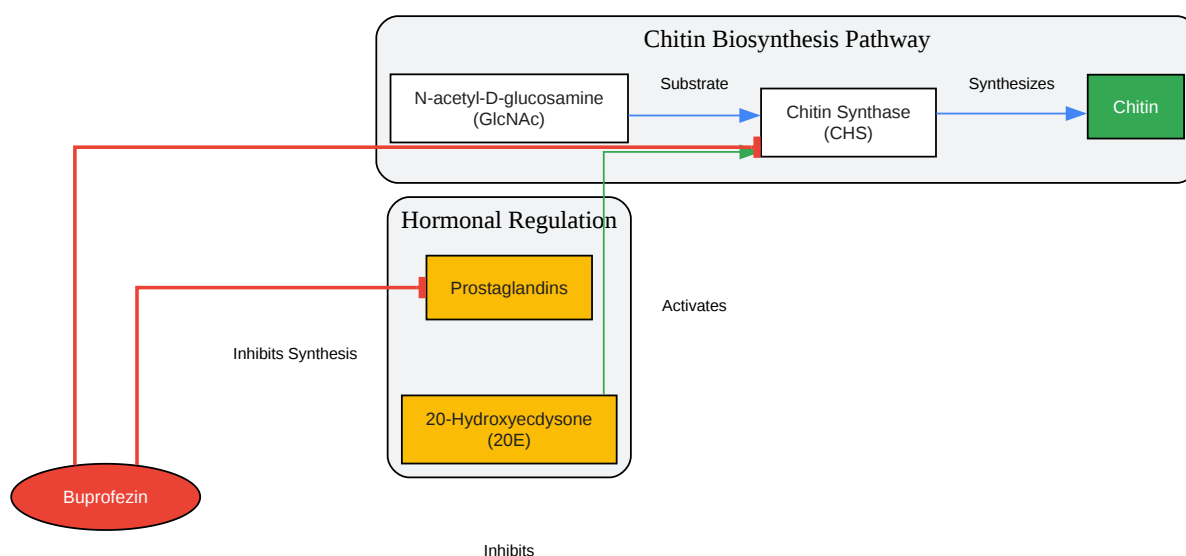 Chitin Biosynthesis Pathway
N-acetyl-D-glucosamine
(GlcNAc)
Substrate
Chitin Synthase
(CHS)
Synthesizes
Chitin
Hormonal Regulation
Prostaglandins
Activates
Inhibits Synthesis
20-Hydroxyecdysone
(20E)
Buprofezin
Inhibits